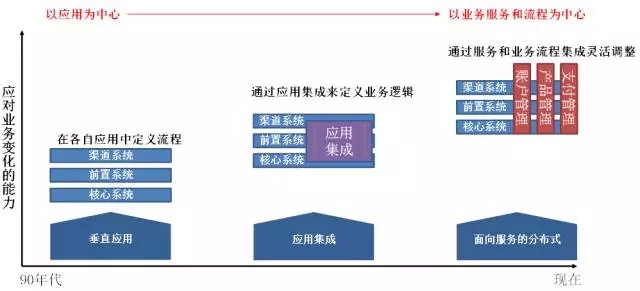 以应用为中心
以业务服务和流程为中心
通过服务和业务流程集成灵活调整
通过应用集成来定义业务逻辑
在各自应用中定义流程
应对业务变化的能力
渠道系统
前置系统
核心系统
渠道系统
前置系统
核心系统
应用
集成
渠道系统
前置系统
核心系统
账户管理
产品管理
支付管理
垂直应用
应用集成
面向服务的分布式
90年代
现在